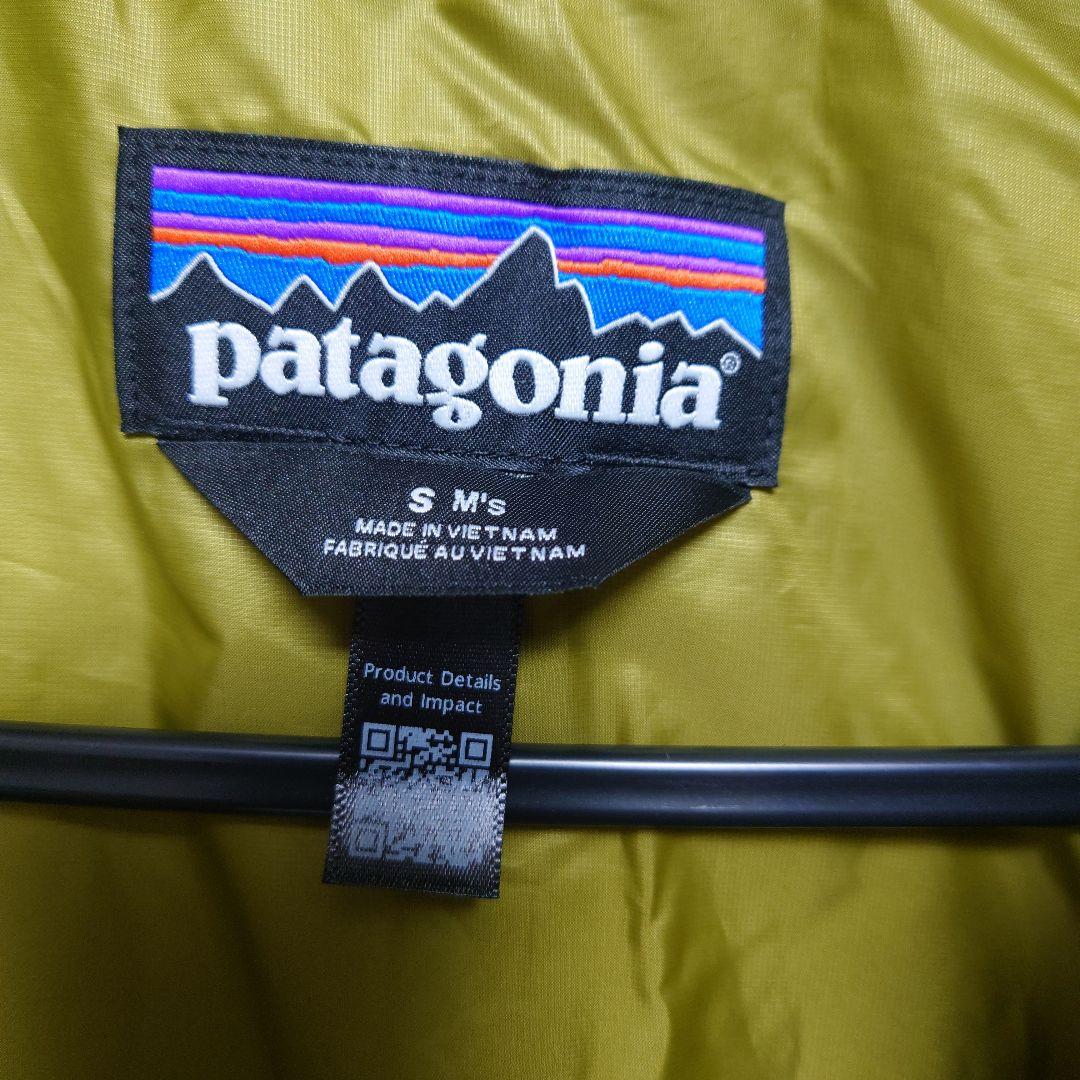 patagonia®
S M's
MADE IN VIETNAM
FABRIQUÉ AU VIETNAM
Product Details
and Impact